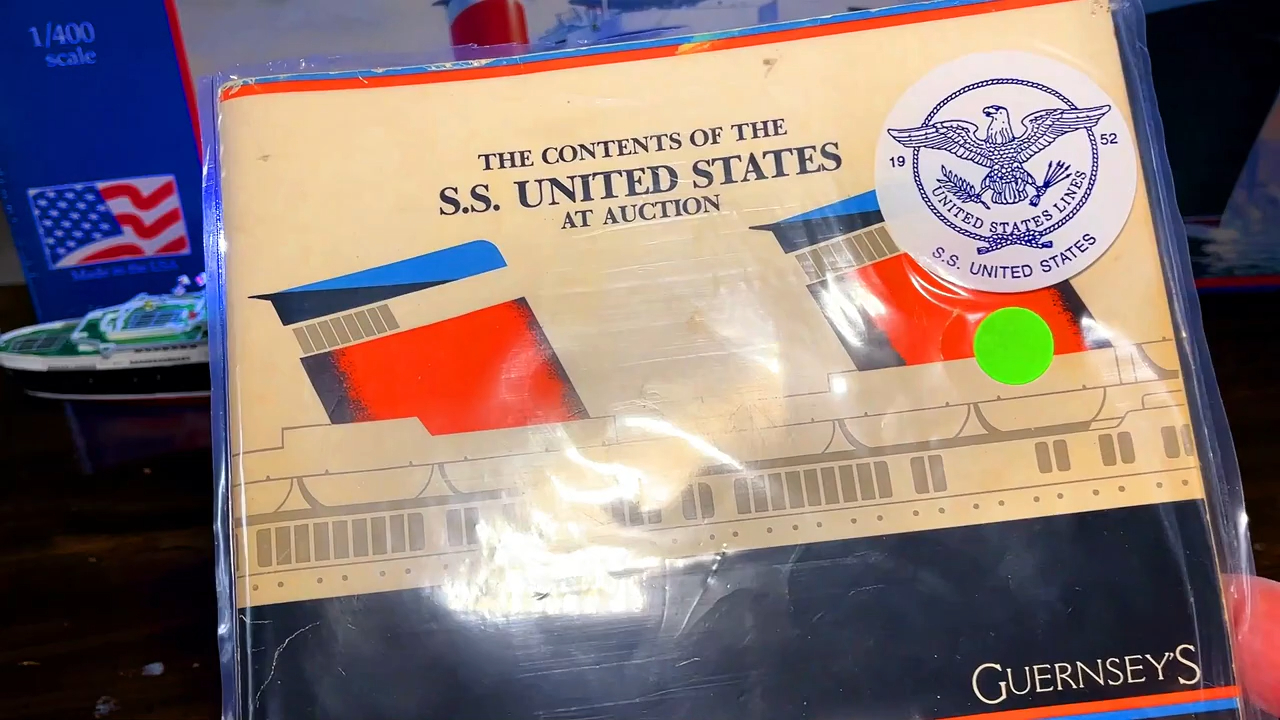 1/400
scale
Made in the USA
THE CONTENTS OF THE
S.S. UNITED STATES
AT AUCTION
19 52
UNITED STATES LINES
S.S. UNITED STATES
GUERNSEY'S